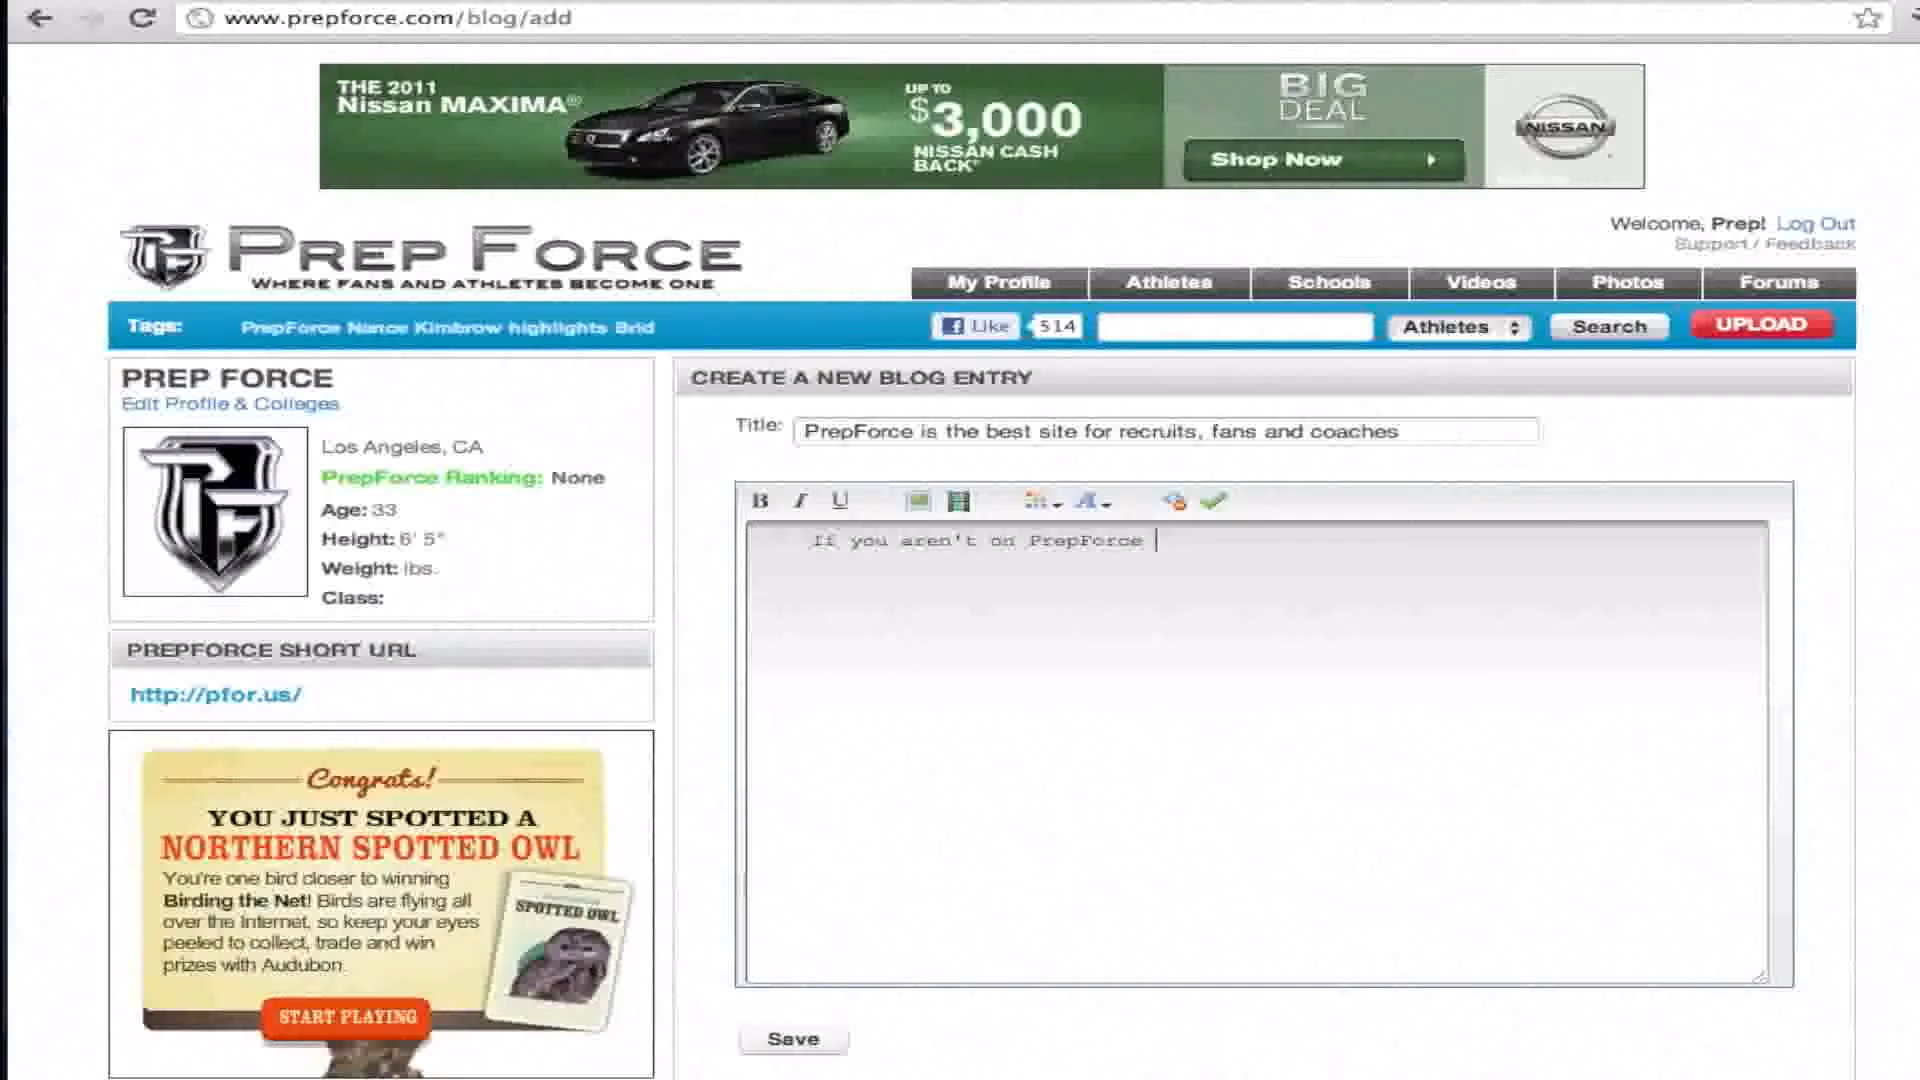 www.prepforce.com/blog/add
THE 2011
Nissan MAXIMA®
UP TO
$3,000
NISSAN CASH
BACK*
BIG
DEAL
Shop Now
NISSAN
PREP FORCE
WHERE FANS AND ATHLETES BECOME ONE
Welcome, Prep! Log Out
Support / Feedback
My Profile Athletes Schools Videos Photos Forums
Tags: PrepForce Nance Kimbrow highlights Brid
Like 514 Athletes Search UPLOAD
PREP FORCE
Edit Profile & Colleges
Los Angeles, CA
PrepForce Ranking: None
Age: 33
Height: 6' 5"
Weight: lbs.
Class:
PREPFORCE SHORT URL
http://pfor.us/
Congrats!
YOU JUST SPOTTED A
NORTHERN SPOTTED OWL
You're one bird closer to winning
Birding the Net! Birds are flying all
over the Internet, so keep your eyes
peeled to collect, trade and win
prizes with Audubon.
SPOTTED OWL
START PLAYING
CREATE A NEW BLOG ENTRY
Title: PrepForce is the best site for recruits, fans and coaches
B I U
If you aren't on PrepForce
Save